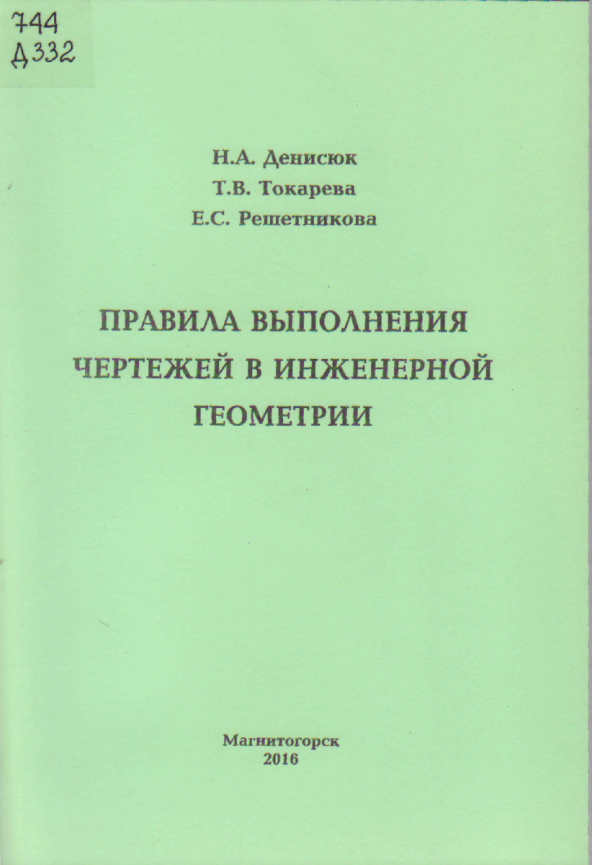 744
Д332
Н.А. Денисюк
Т.В. Токарева
Е.С. Решетникова
ПРАВИЛА ВЫПОЛНЕНИЯ
ЧЕРТЕЖЕЙ В ИНЖЕНЕРНОЙ
ГЕОМЕТРИИ
Магнитогорск
2016